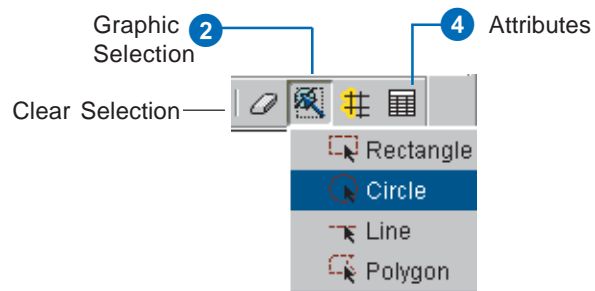 Graphic
Selection
2
4
Attributes
Clear Selection
Rectangle
Circle
Line
Polygon